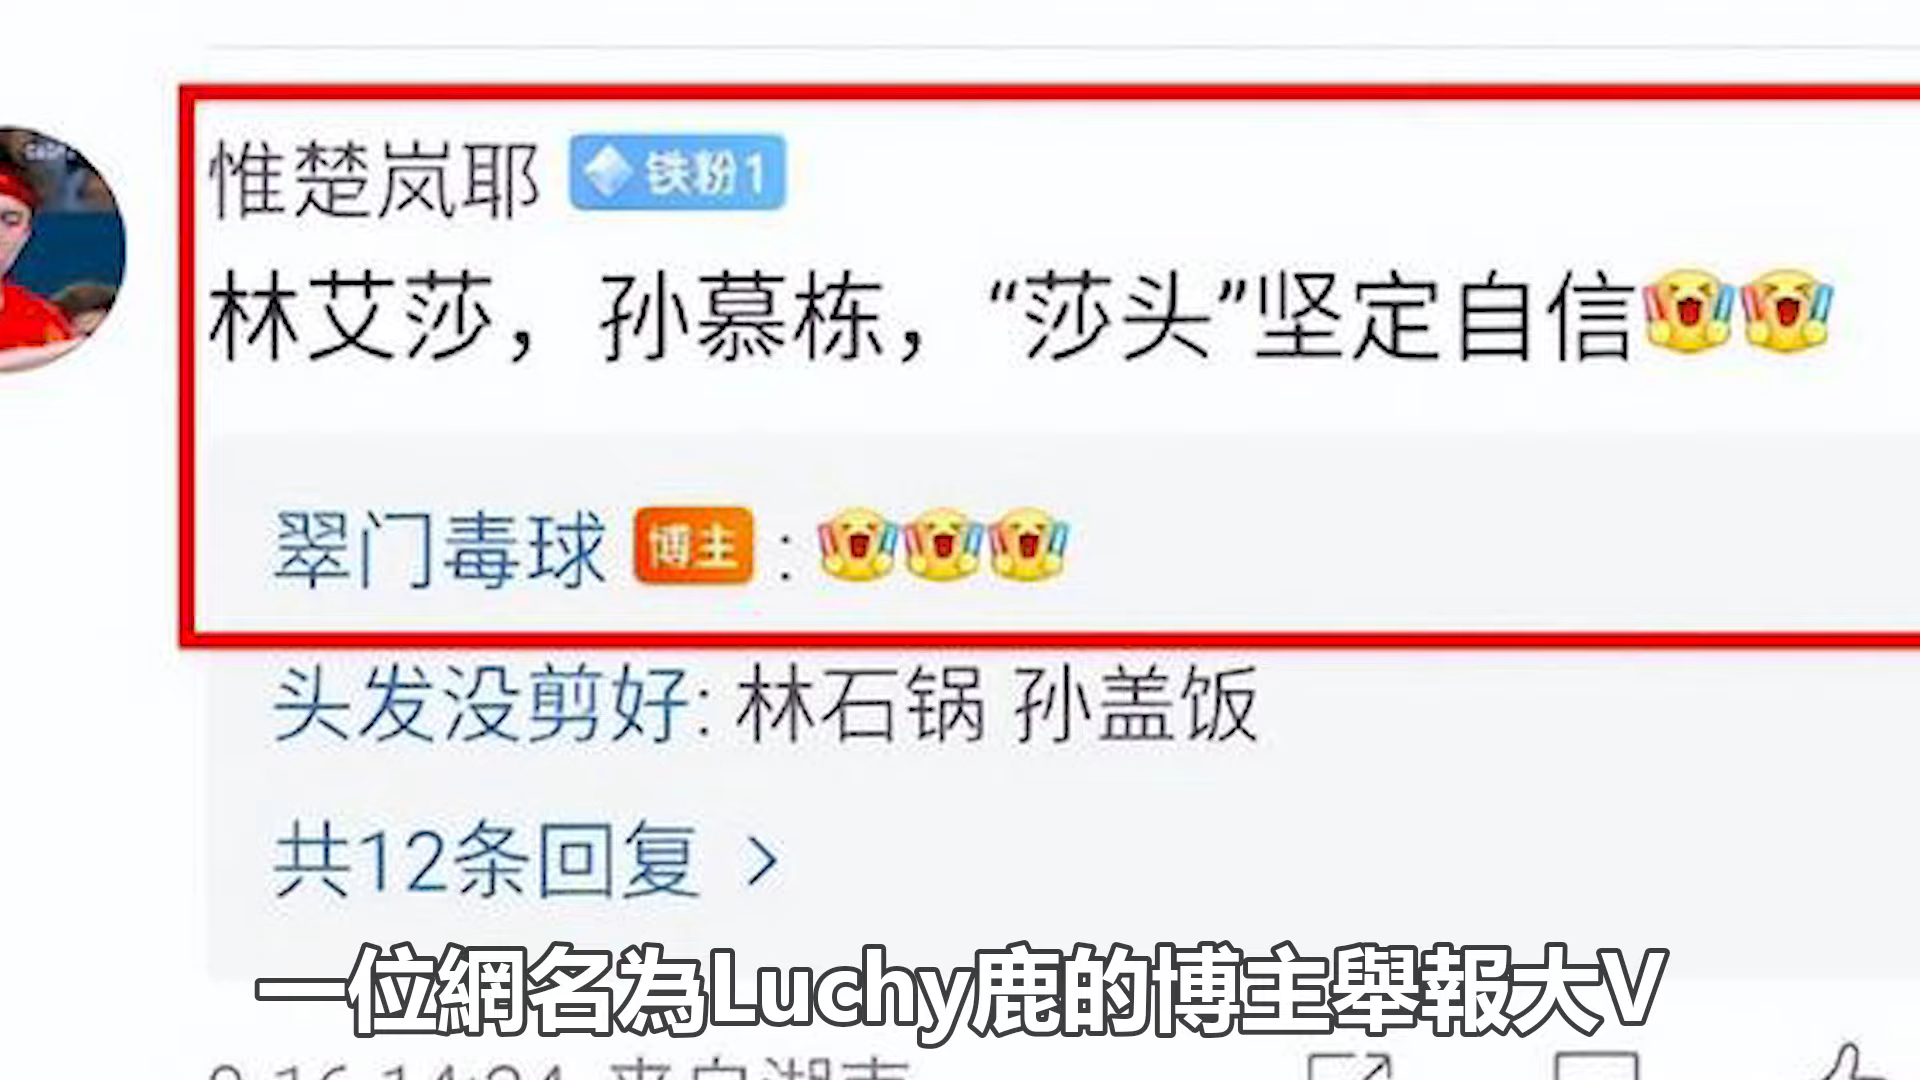 惟楚岚耶 铁粉1
林艾莎，孙慕栋，“莎头”坚定自信
翠门毒球 博主 :
头发没剪好: 林石锅 孙盖饭
共12条回复 >
一位網名為Luchy鹿的博主舉報大V